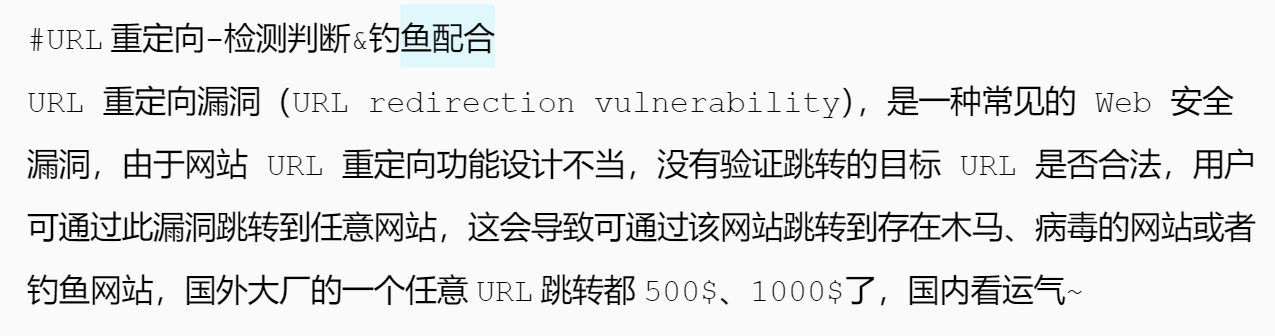 #URL 重定向-检测判断&钓鱼配合
URL 重定向漏洞（URL redirection vulnerability），是一种常见的 Web 安全
漏洞，由于网站 URL 重定向功能设计不当，没有验证跳转的目标 URL 是否合法，用户
可通过此漏洞跳转到任意网站，这会导致可通过该网站跳转到存在木马、病毒的网站或者
钓鱼网站，国外大厂的一个任意 URL 跳转都 500$、1000$了，国内看运气~